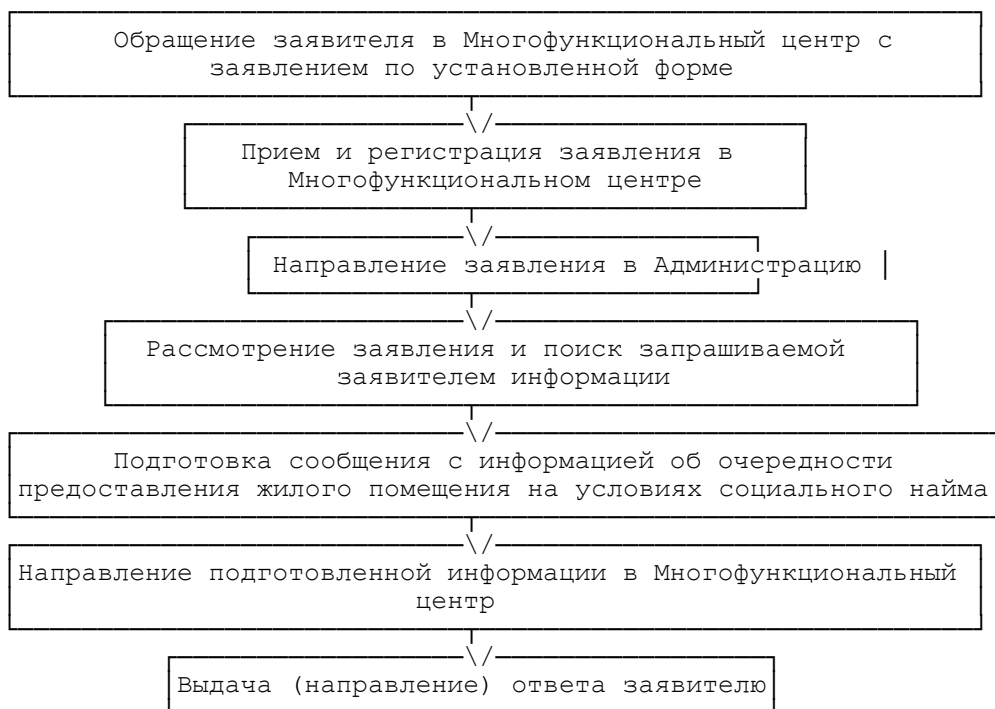 Обращение заявителя в Многофункциональный центр с
заявлением по установленной форме
Прием и регистрация заявления в
Многофункциональном центре
Направление заявления в Администрацию
Рассмотрение заявления и поиск запрашиваемой
заявителем информации
Подготовка сообщения с информацией об очередности
предоставления жилого помещения на условиях социального найма
Направление подготовленной информации в Многофункциональный
центр
Выдача (направление) ответа заявителю